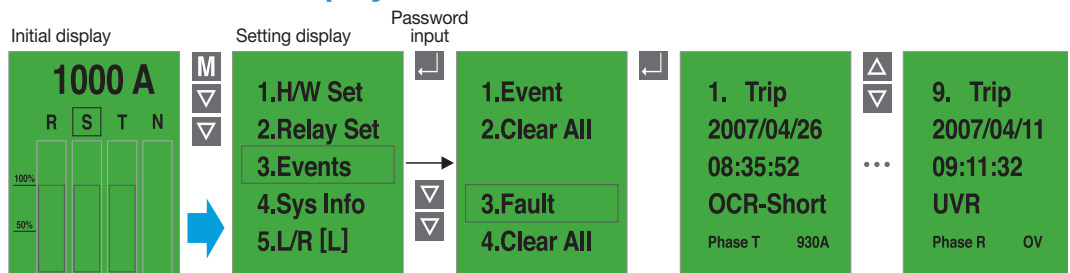 Password
input
Initial display
Setting display
1000 A
R S T N
100%
50%
M
1.H/W Set
2.Relay Set
3.Events
4.Sys Info
5.L/R [L]
1.Event
2.Clear All
3.Fault
4.Clear All
1. Trip
2007/04/26
08:35:52
OCR-Short
Phase T 930A
...
9. Trip
2007/04/11
09:11:32
UVR
Phase R OV